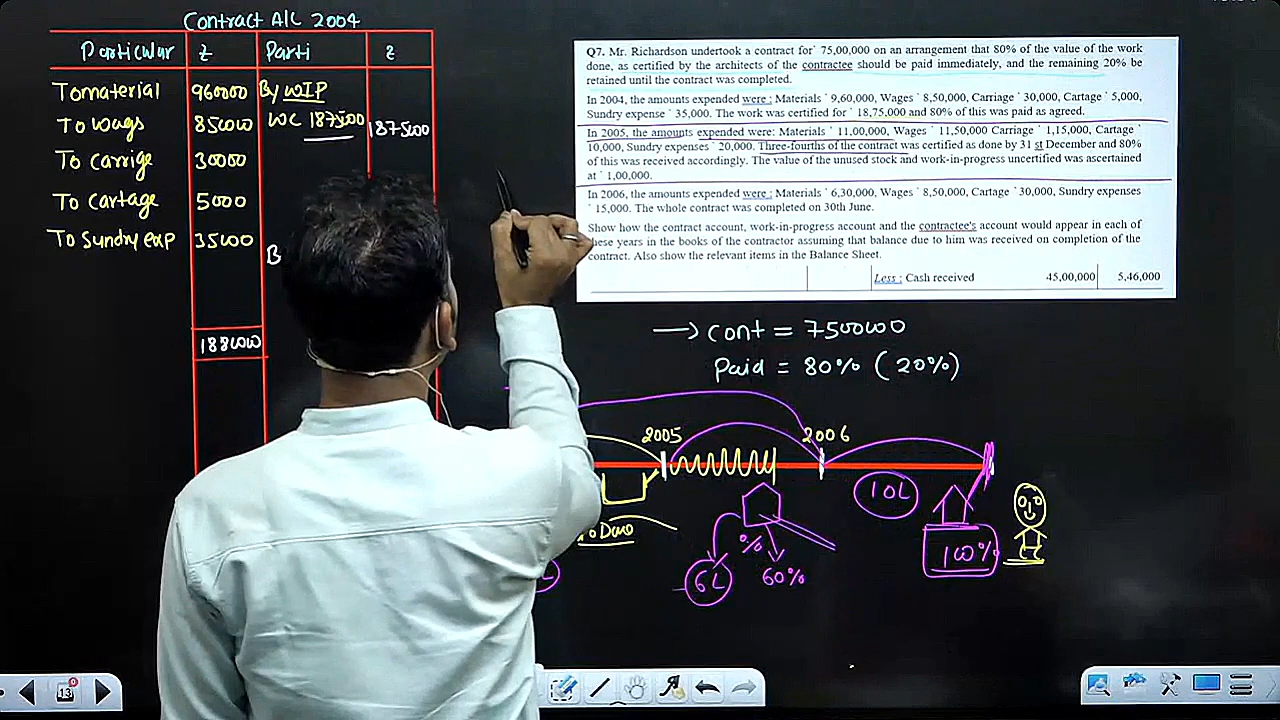 Contract A/C 2004
Particular ₹ Parti ₹
To material 960000 By WIP
To wags 850000 WC 1875000 1875000
To Carrige 30000
To Cartage 5000
To Sundry exp 35000
B
1880000
Q7. Mr. Richardson undertook a contract for` 75,00,000 on an arrangement that 80% of the value of the work
done, as certified by the architects of the contractee should be paid immediately, and the remaining 20% be
retained until the contract was completed.
In 2004, the amounts expended were : Materials ` 9,60,000, Wages ` 8,50,000, Carriage ` 30,000, Cartage ` 5,000,
Sundry expense ` 35,000. The work was certified for ` 18,75,000 and 80% of this was paid as agreed.
In 2005, the amounts expended were: Materials ` 11,00,000, Wages ` 11,50,000 Carriage ` 1,15,000, Cartage `
10,000, Sundry expenses ` 20,000. Three-fourths of the contract was certified as done by 31 st December and 80%
of this was received accordingly. The value of the unused stock and work-in-progress uncertified was ascertained
at ` 1,00,000.
In 2006, the amounts expended were : Materials ` 6,30,000, Wages ` 8,50,000, Cartage ` 30,000, Sundry expenses
` 15,000. The whole contract was completed on 30th June.
Show how the contract account, work-in-progress account and the contractee's account would appear in each of
these years in the books of the contractor assuming that balance due to him was received on completion of the
contract. Also show the relevant items in the Balance Sheet.
Less : Cash received 45,00,000 5,46,000
→ Cont = 7500000
Paid = 80% (20%)
2005 2006
10L
100%
Done
%
6L 60%
13